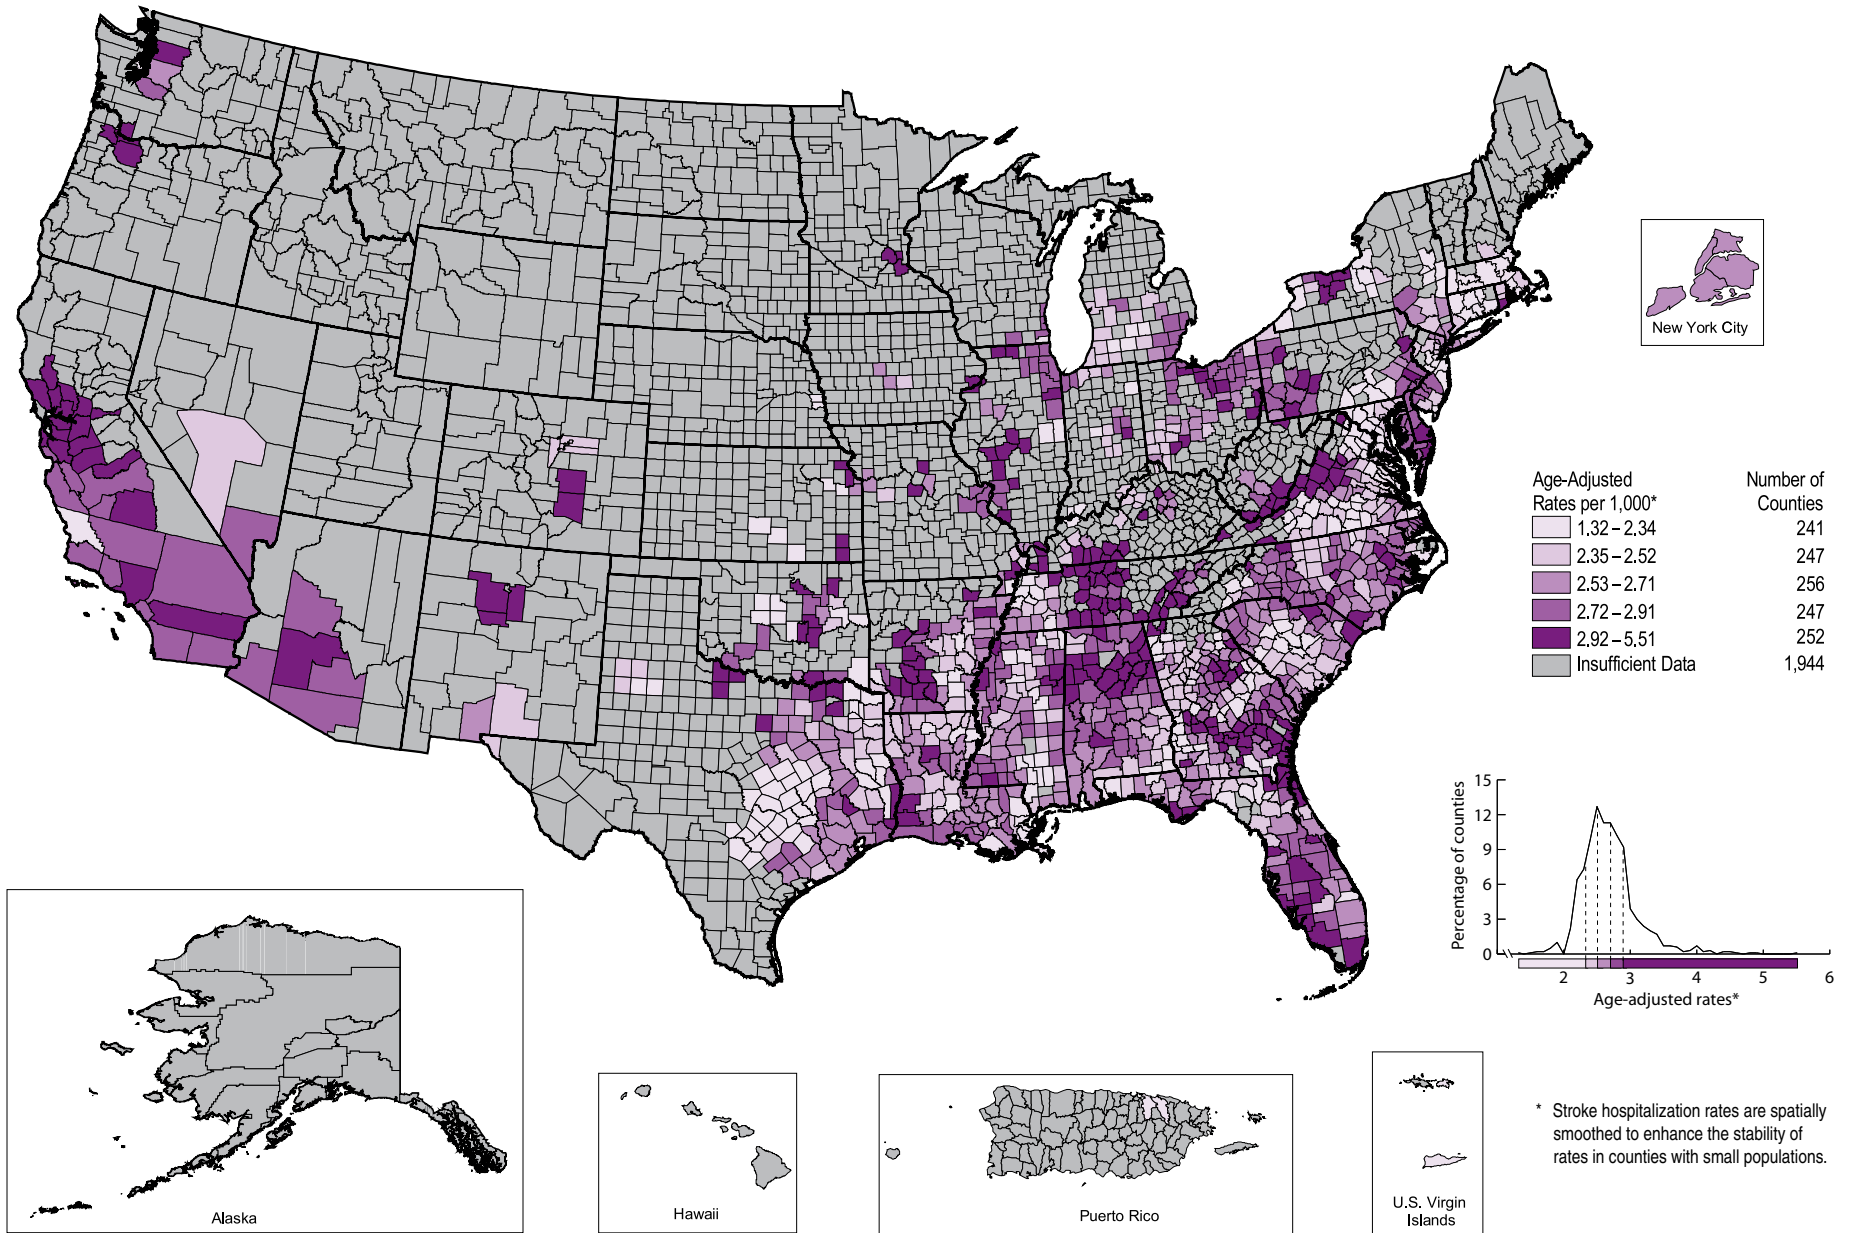 New York City
Age-Adjusted Number of
Rates per 1,000* Counties
1.32 – 2.34 241
2.35 – 2.52 247
2.53 – 2.71 256
2.72 – 2.91 247
2.92 – 5.51 252
Insufficient Data 1,944
Percentage of counties
15
12
9
6
3
0
2 3 4 5 6
Age-adjusted rates*
Alaska
Hawaii
Puerto Rico
U.S. Virgin
Islands
* Stroke hospitalization rates are spatially
smoothed to enhance the stability of
rates in counties with small populations.